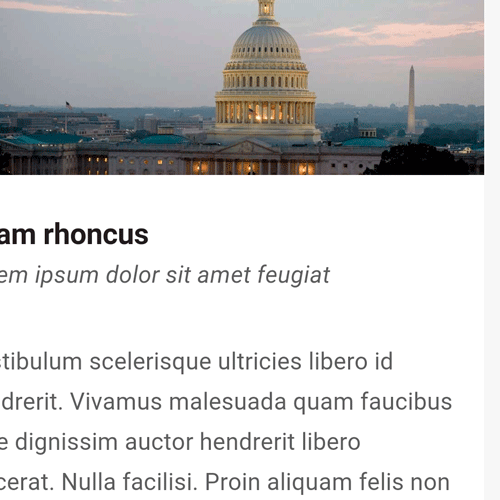 am rhoncus
em ipsum dolor sit amet feugiat
tibulum scelerisque ultricies libero id
drerit. Vivamus malesuada quam faucibus
e dignissim auctor hendrerit libero
cerat. Nulla facilisi. Proin aliquam felis non